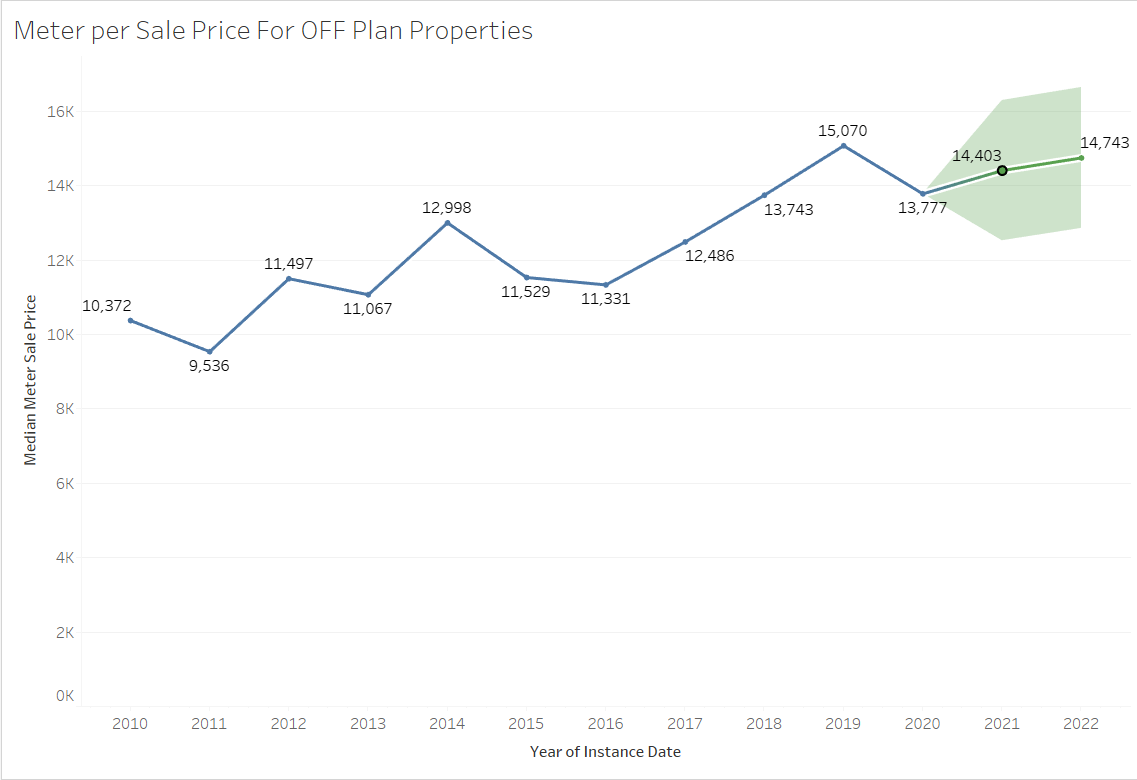 Meter per Sale Price For OFF Plan Properties
16K
14K
12K
10K
8K
6K
4K
2K
0K
Median Meter Sale Price
10,372
9,536
11,497
11,067
12,998
11,529
11,331
12,486
13,743
15,070
13,777
14,403
14,743
2010 2011 2012 2013 2014 2015 2016 2017 2018 2019 2020 2021 2022
Year of Instance Date